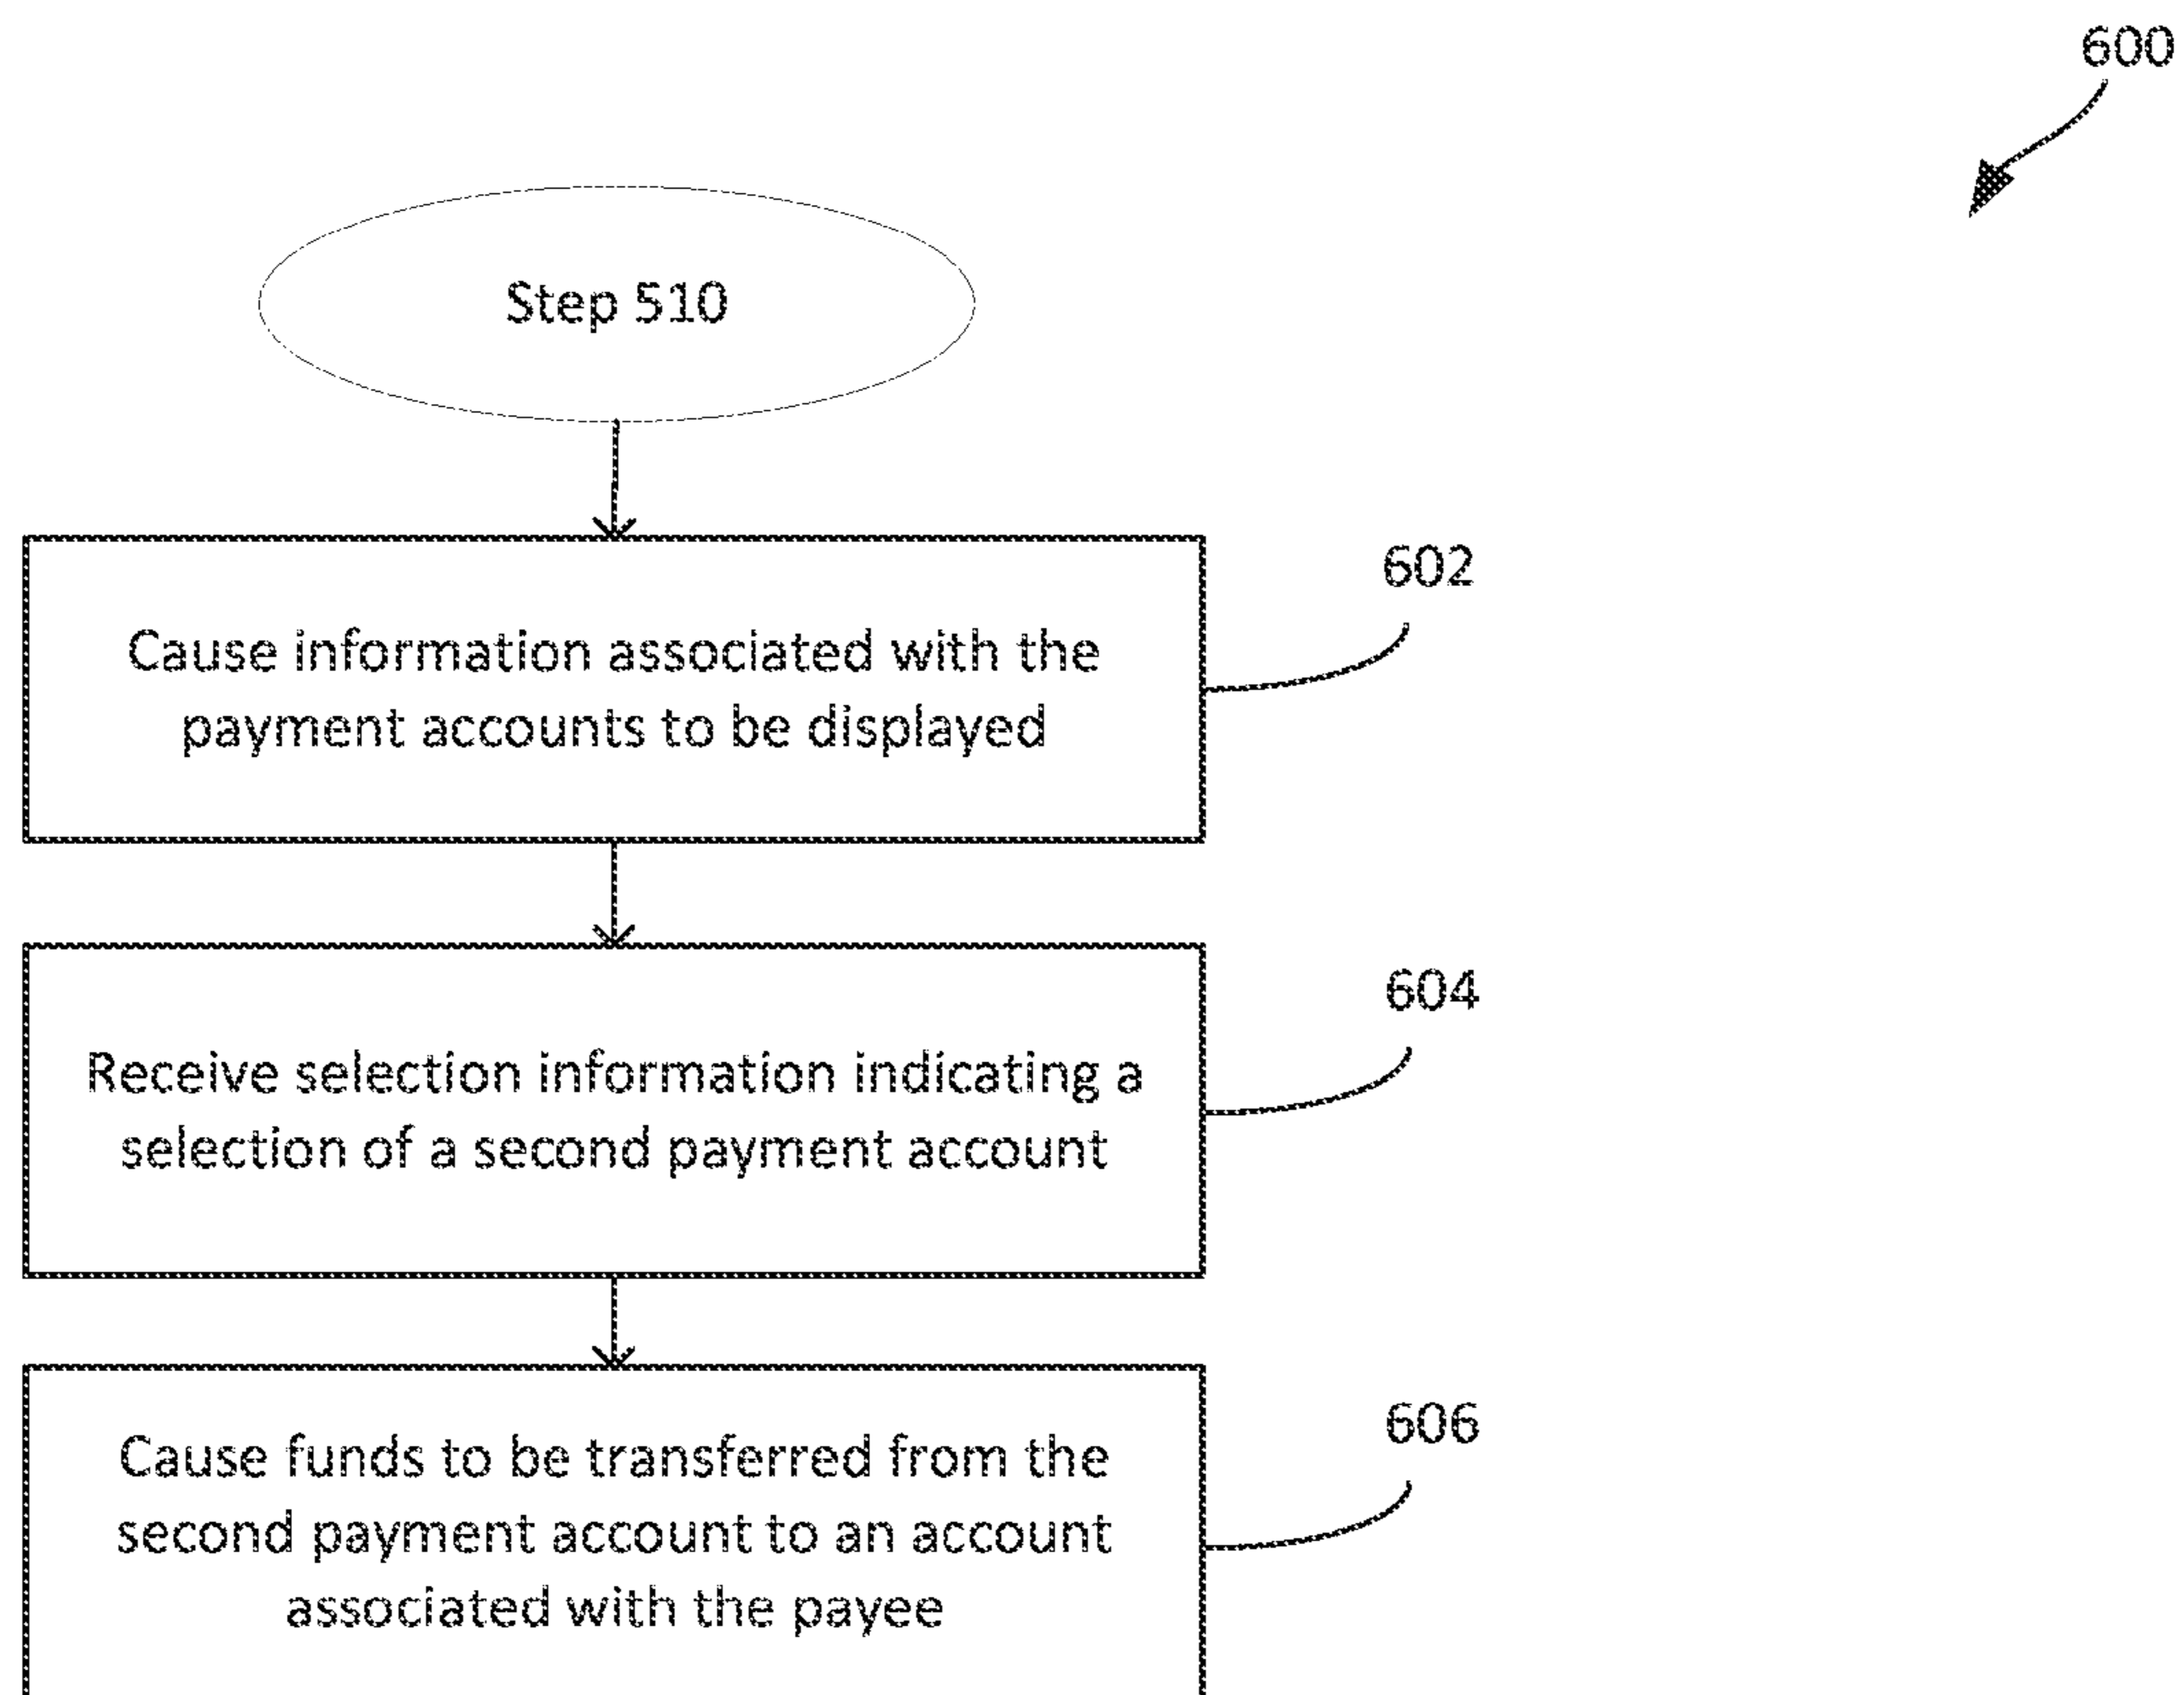 600
Step 510
602
Cause information associated with the
payment accounts to be displayed
604
Receive selection information indicating a
selection of a second payment account
606
Cause funds to be transferred from the
second payment account to an account
associated with the payee